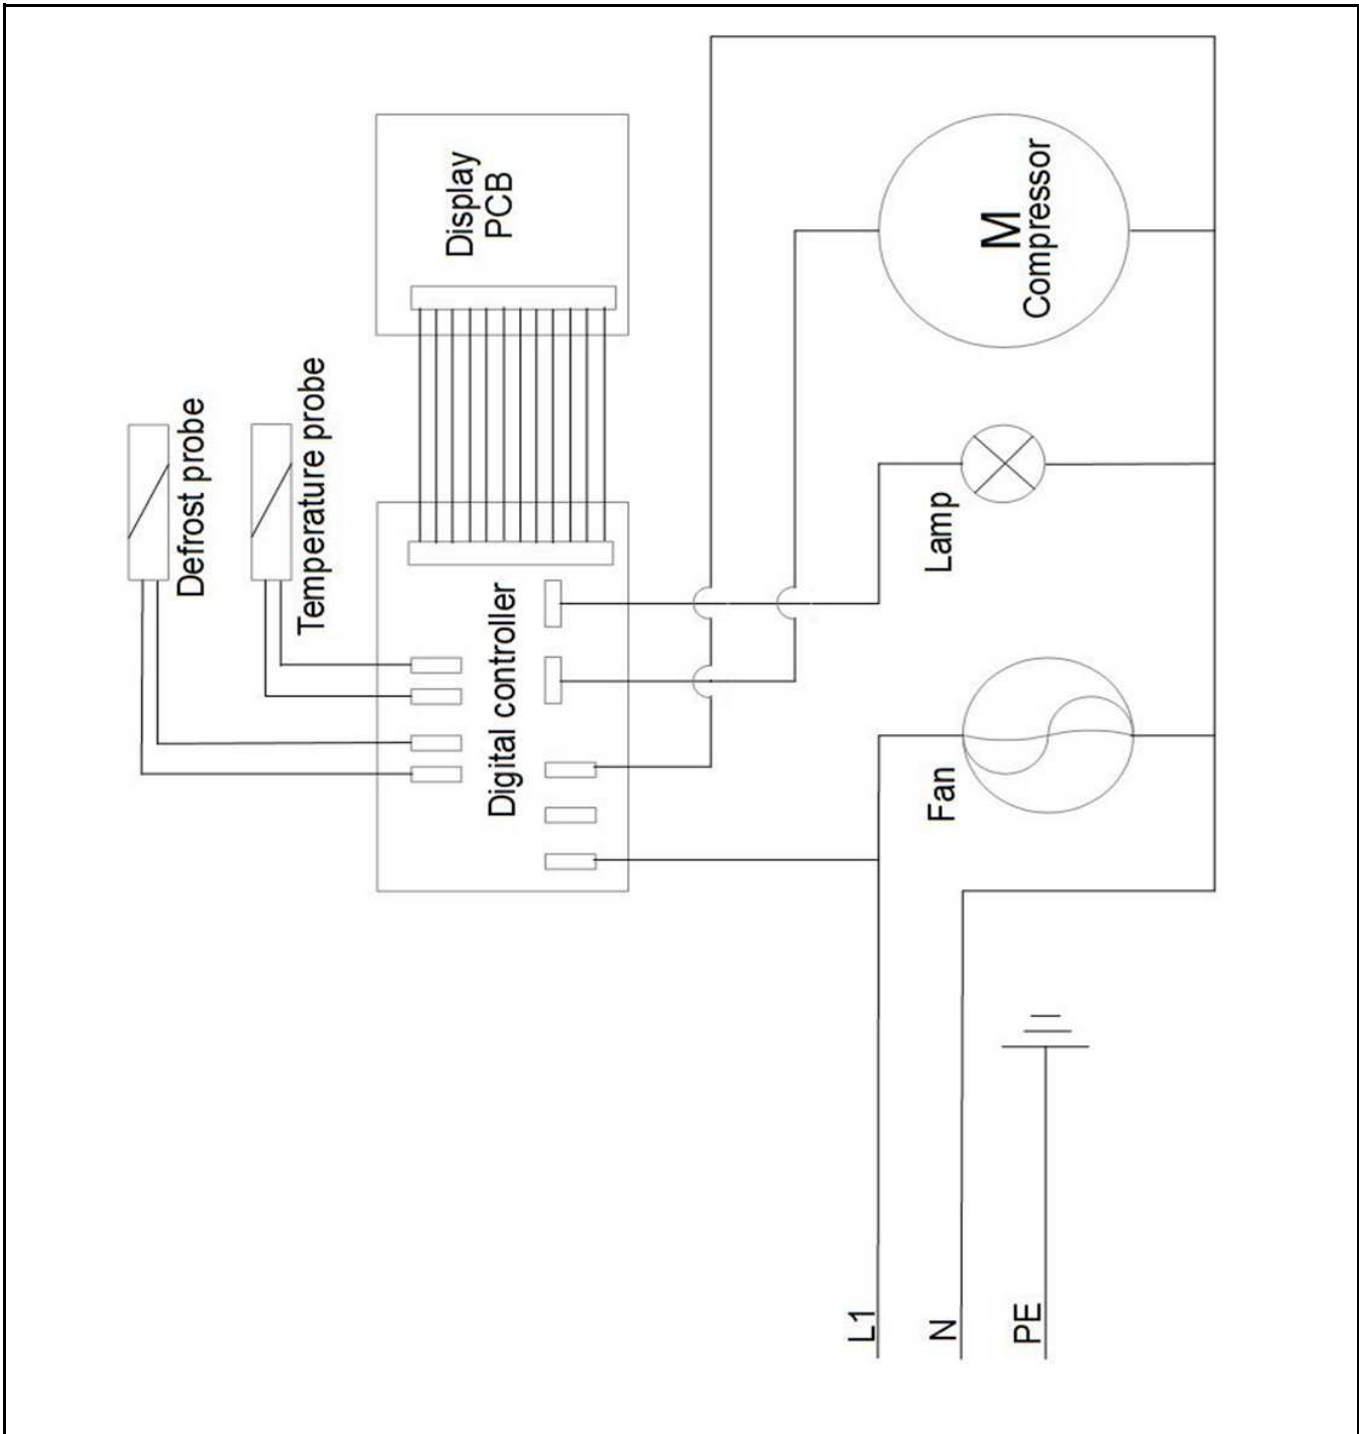 Defrost probe
Temperature probe
Display
PCB
Digital controller
M
Compressor
Lamp
Fan
L1
N
PE